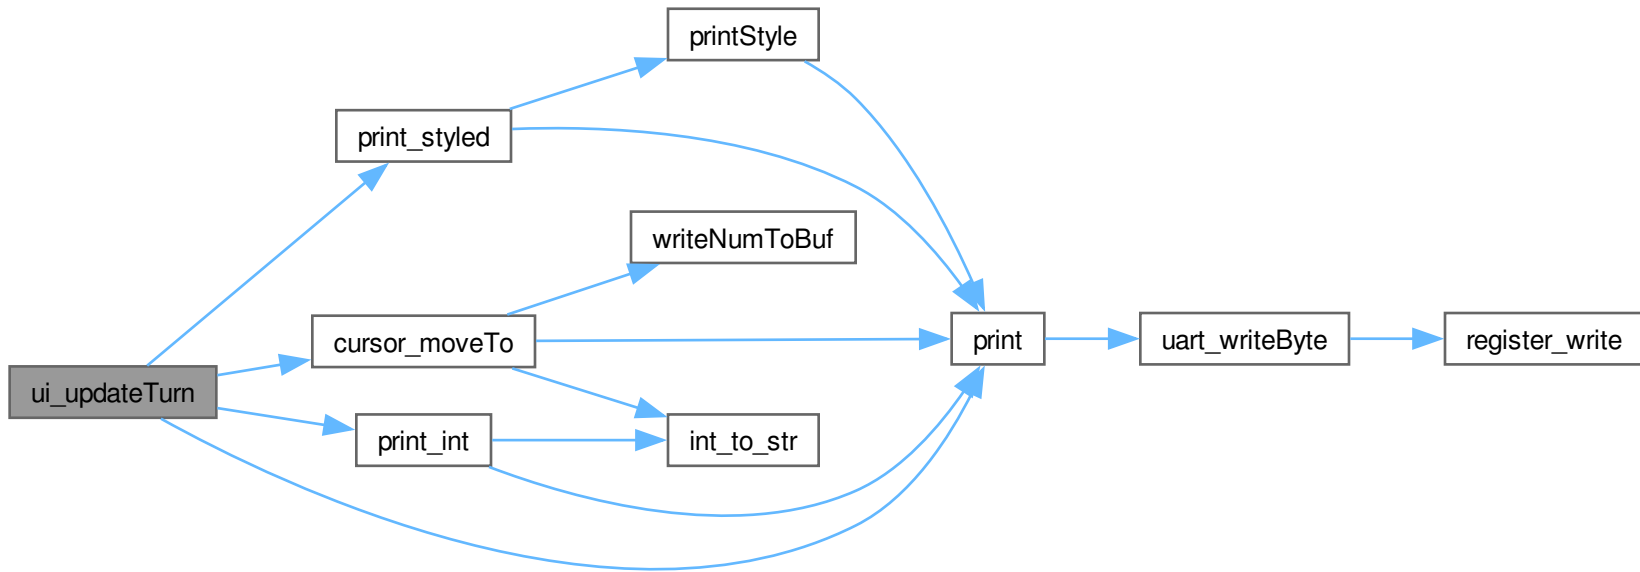 printStyle
print_styled
writeNumToBuf
cursor_moveTo
print
uart_writeByte
register_write
ui_updateTurn
print_int
int_to_str